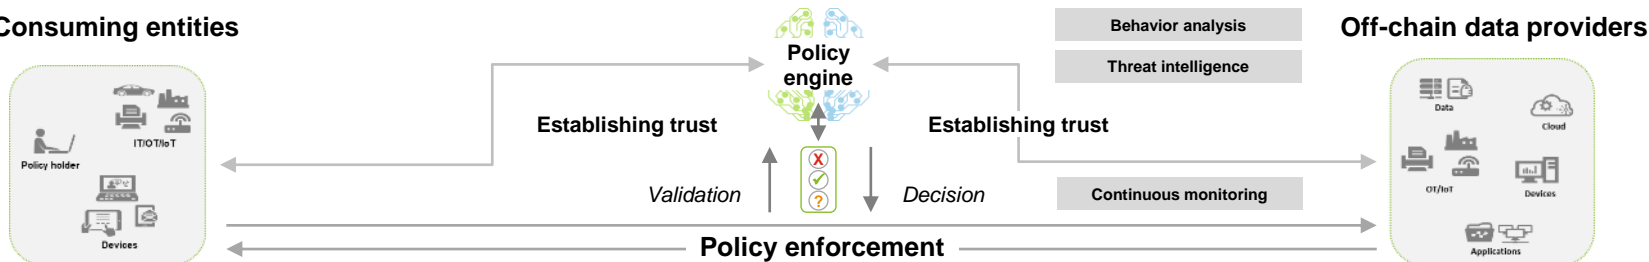 Consuming entities
Policy holder
IT/OT/IoT
Devices
Establishing trust
Validation
Policy
engine
X
?
Decision
Establishing trust
Behavior analysis
Threat intelligence
Continuous monitoring
Policy enforcement
Off-chain data providers
Data
Cloud
OT/IoT
Devices
Applications